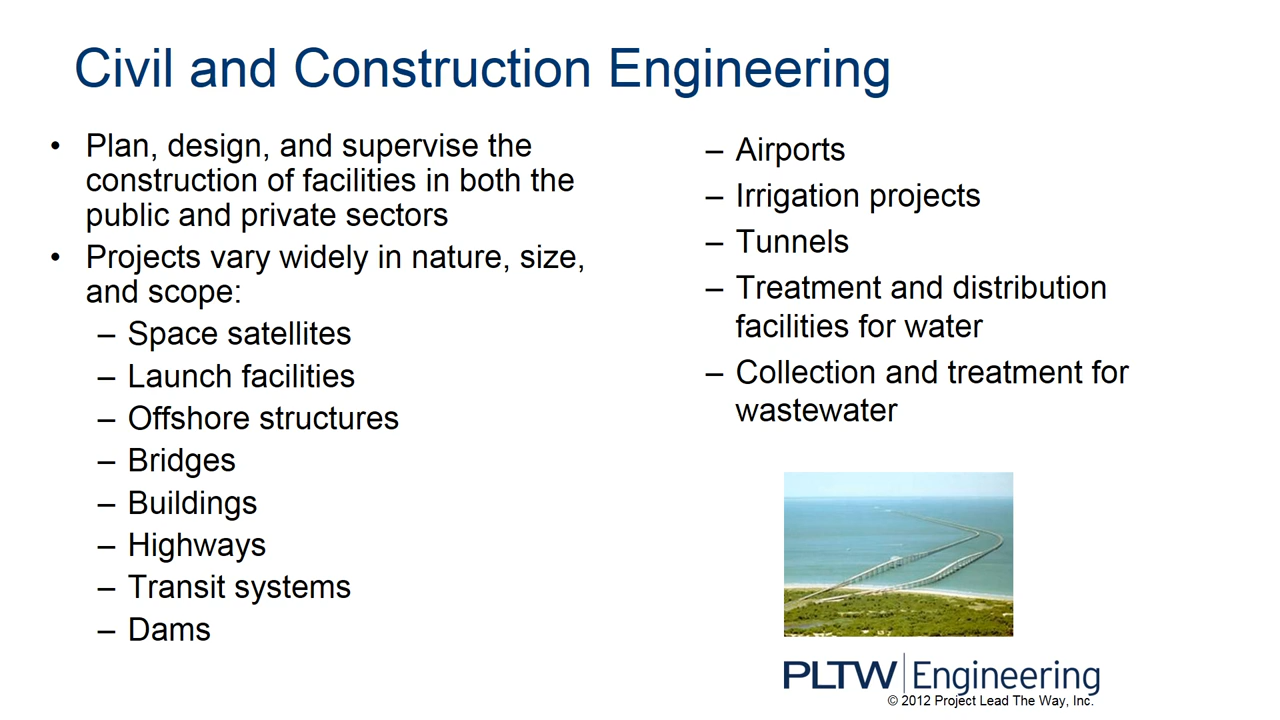 Civil and Construction Engineering
• Plan, design, and supervise the
construction of facilities in both the
public and private sectors
• Projects vary widely in nature, size,
and scope:
– Space satellites
– Launch facilities
– Offshore structures
– Bridges
– Buildings
– Highways
– Transit systems
– Dams
– Airports
– Irrigation projects
– Tunnels
– Treatment and distribution
facilities for water
– Collection and treatment for
wastewater
PLTW Engineering
© 2012 Project Lead The Way, Inc.